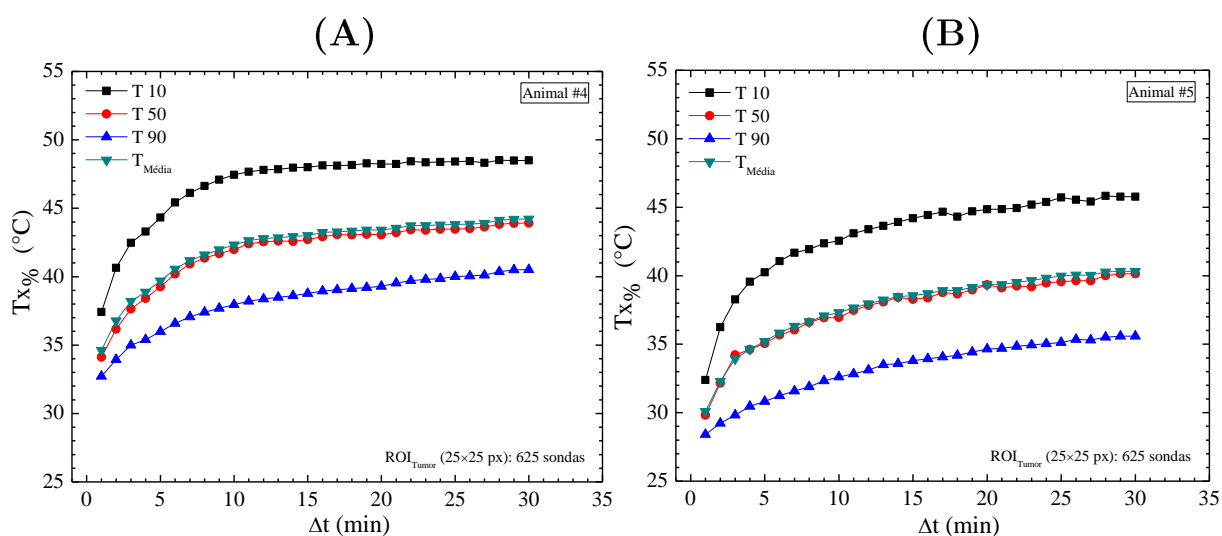 (A)
55
50
45
40
35
30
25
Tx% (°C)
T 10
T 50
T 90
TMédia
Animal #4
ROITumor (25×25 px): 625 sondas
0 5 10 15 20 25 30 35
Δt (min)
(B)
55
50
45
40
35
30
25
Tx% (°C)
T 10
T 50
T 90
TMédia
Animal #5
ROITumor (25×25 px): 625 sondas
0 5 10 15 20 25 30 35
Δt (min)